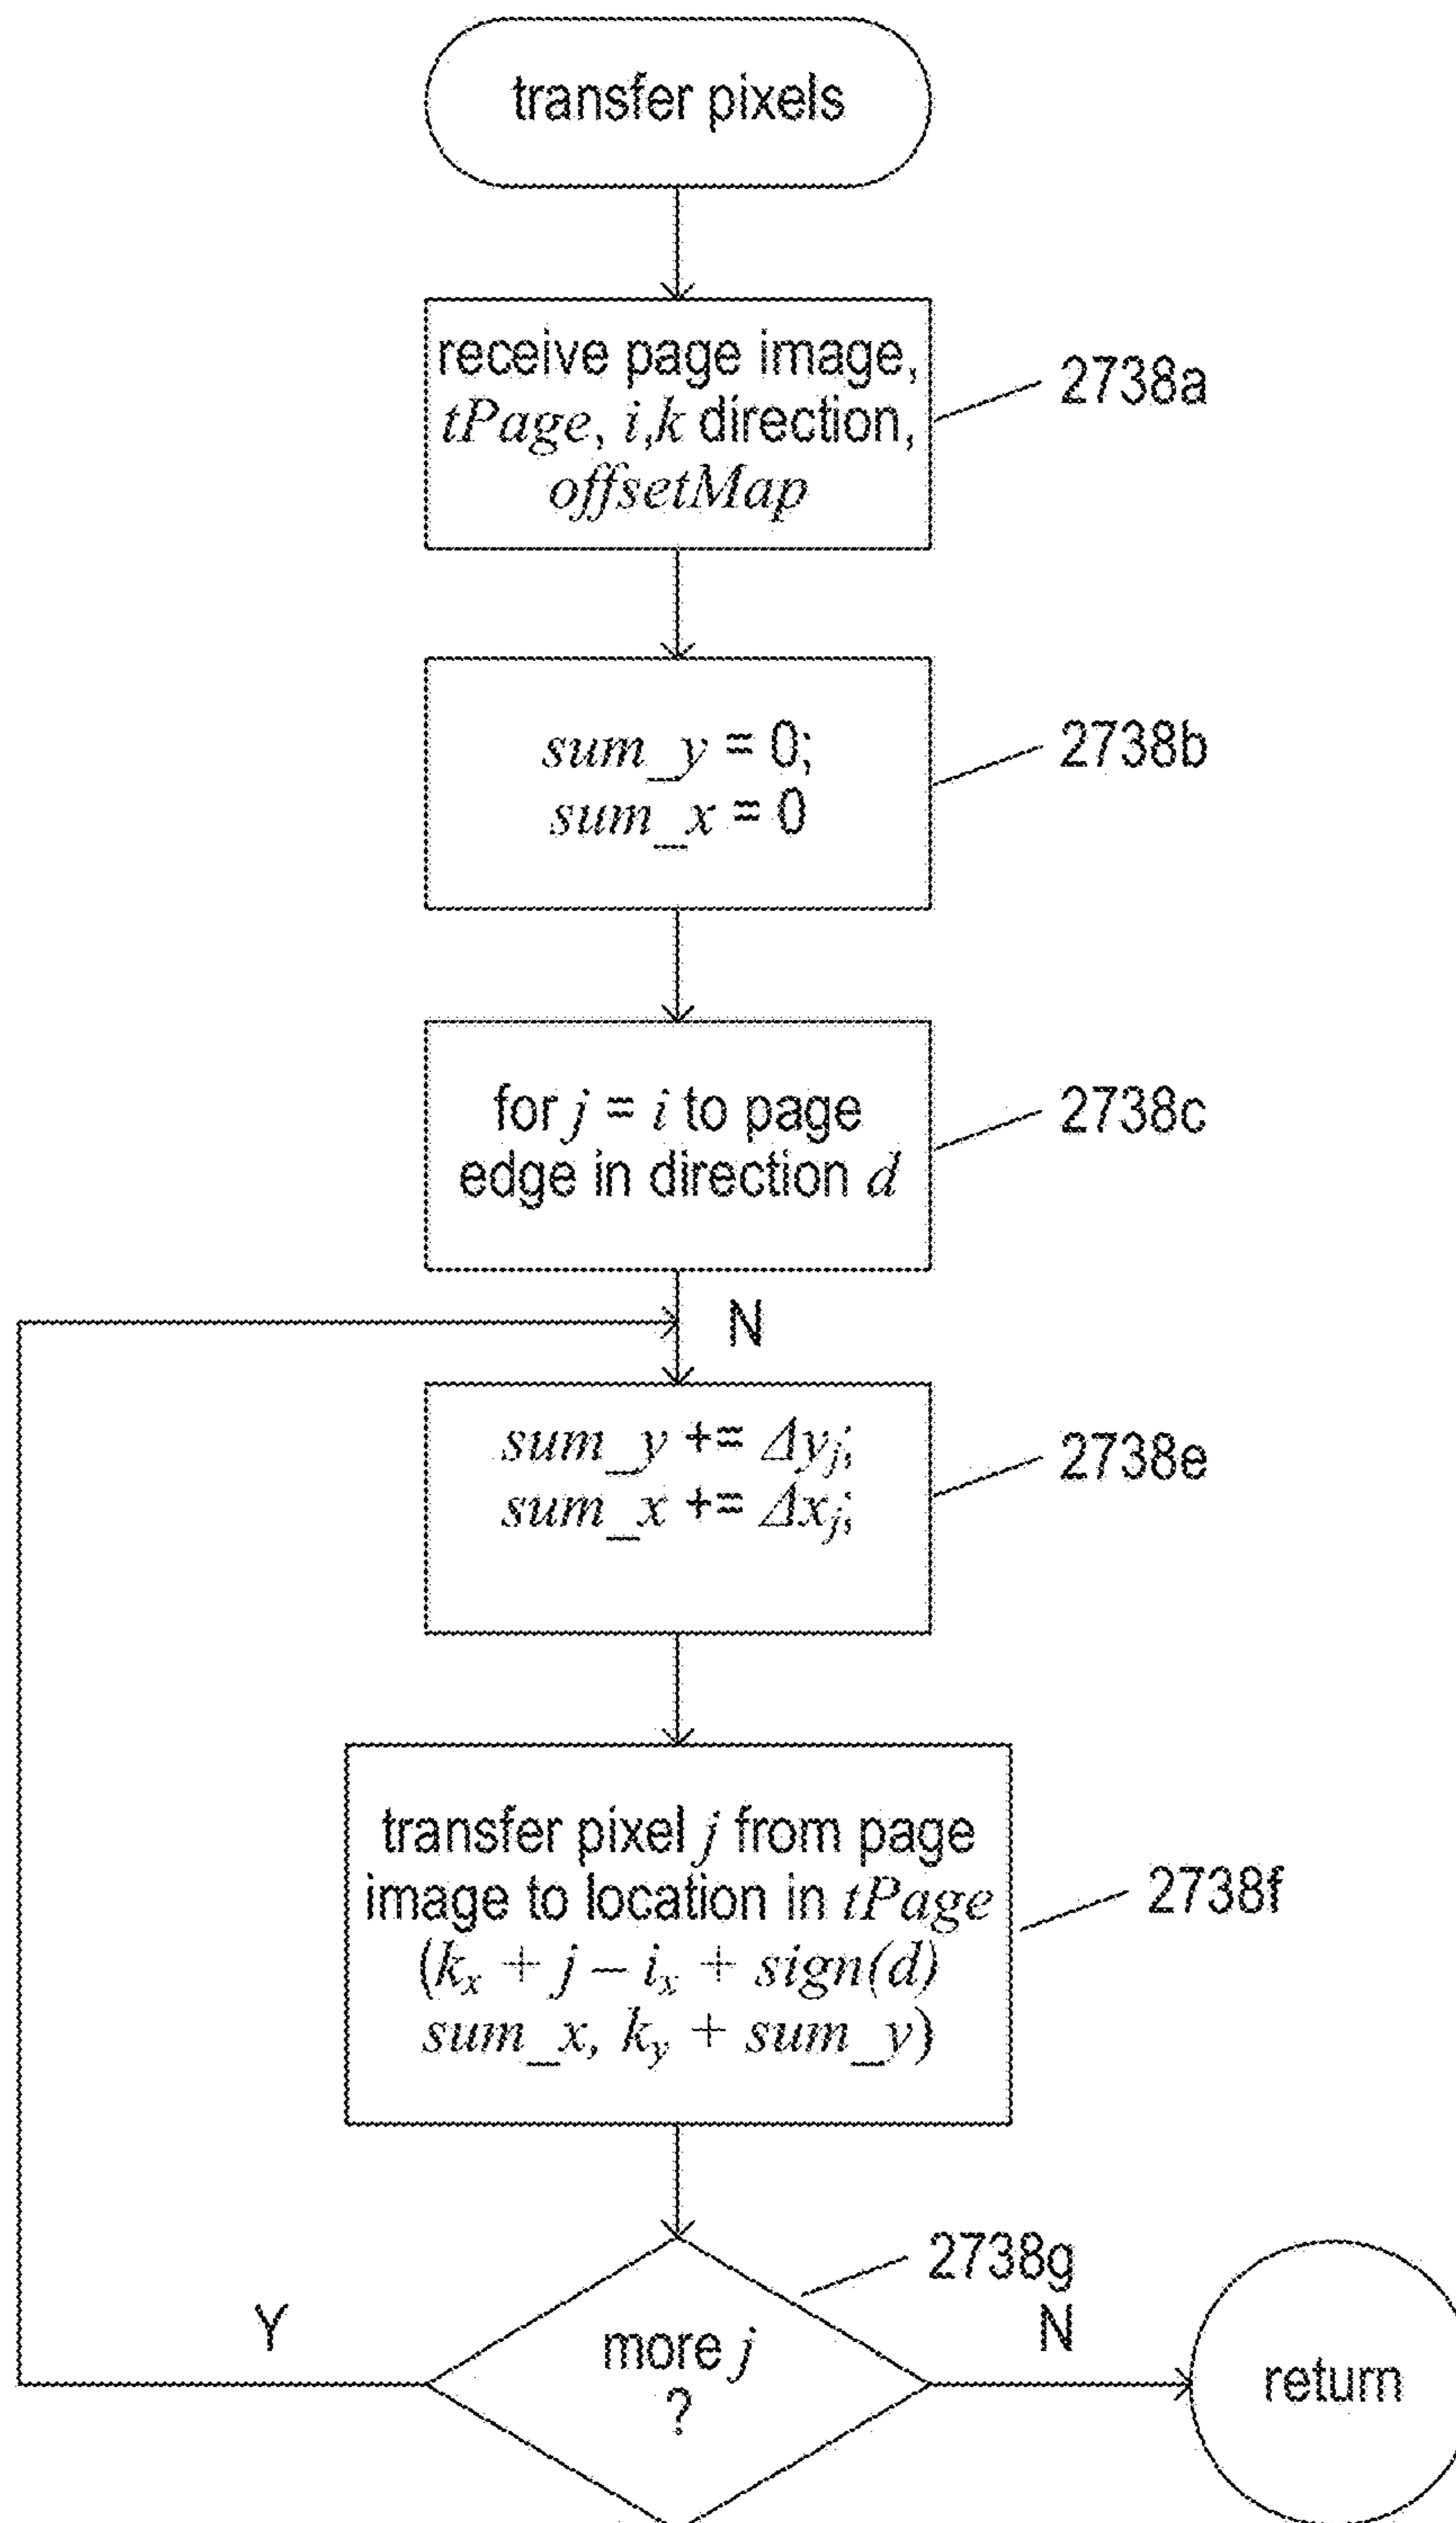 transfer pixels
receive page image,
tPage, i,k direction,
offsetMap
2738a
sum_y = 0;
sum_x = 0
2738b
for j = i to page
edge in direction d
2738c
N
sum_y += Δyⱼ;
sum_x += Δxⱼ;
2738e
transfer pixel j from page
image to location in tPage
(kₓ + j – iₓ + sign(d)
sum_x, k_y + sum_y)
2738f
2738g
Y
more j
?
N
return